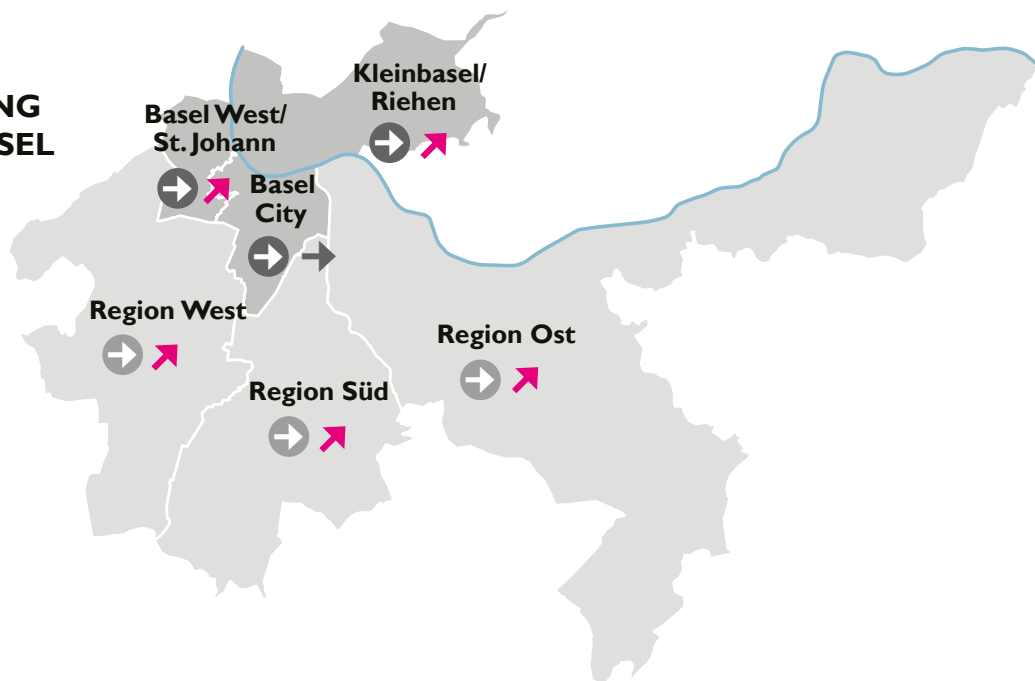 NG
SEL
Kleinbasel/
Riehen
Basel West/
St. Johann
Basel
City
Region West
Region Ost
Region Süd